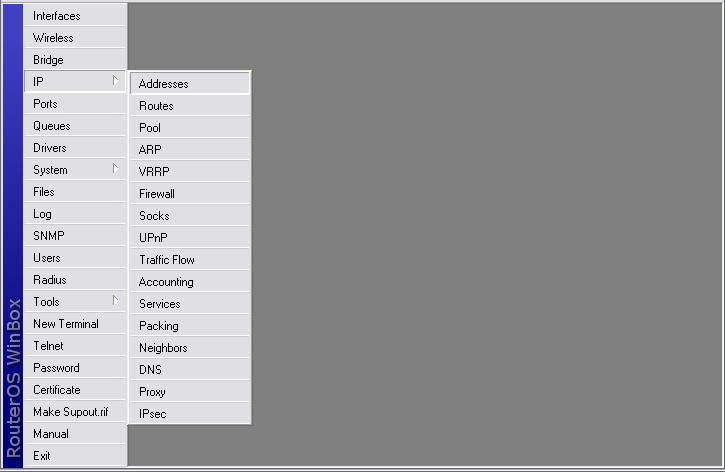 Interfaces
Wireless
Bridge
IP
Ports
Queues
Drivers
System
Files
Log
SNMP
Users
Radius
Tools
New Terminal
Telnet
Password
Certificate
Make Supout.rif
Manual
Exit
Addresses
Routes
Pool
ARP
VRRP
Firewall
Socks
UPnP
Traffic Flow
Accounting
Services
Packing
Neighbors
DNS
Proxy
IPsec
RouterOS WinBox